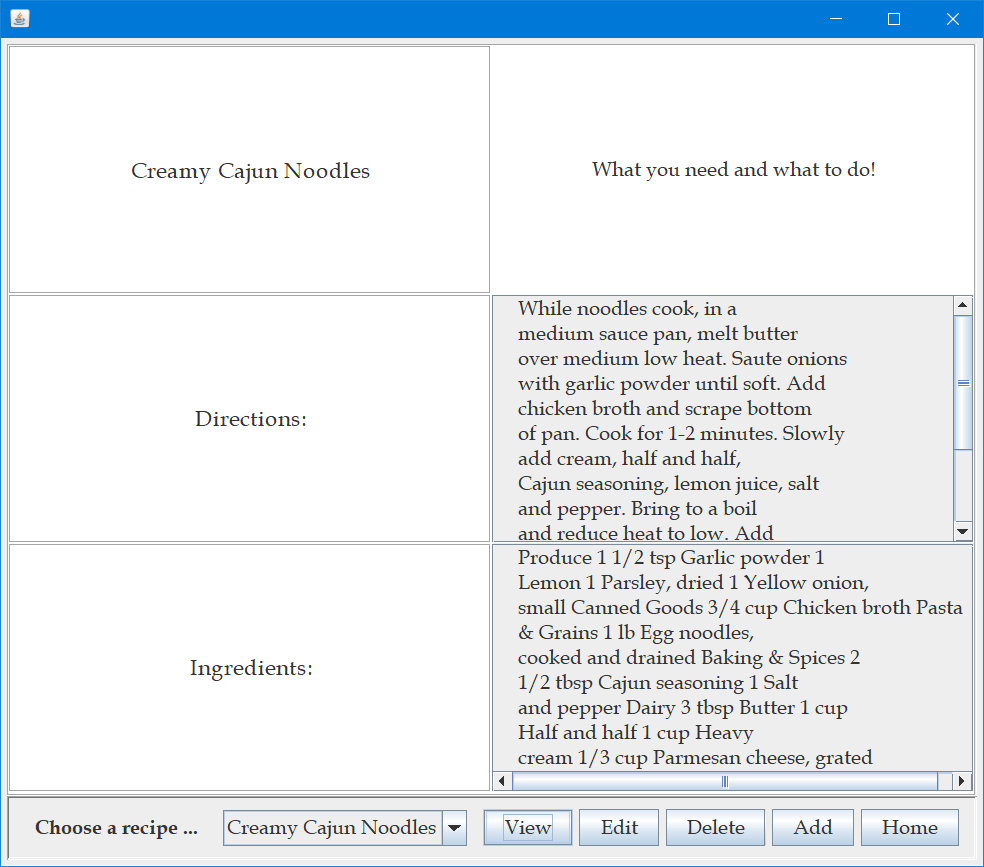 Creamy Cajun Noodles
What you need and what to do!
Directions:
While noodles cook, in a
medium sauce pan, melt butter
over medium low heat. Saute onions
with garlic powder until soft. Add
chicken broth and scrape bottom
of pan. Cook for 1-2 minutes. Slowly
add cream, half and half,
Cajun seasoning, lemon juice, salt
and pepper. Bring to a boil
and reduce heat to low. Add
Ingredients:
Produce 1 1/2 tsp Garlic powder 1
Lemon 1 Parsley, dried 1 Yellow onion,
small Canned Goods 3/4 cup Chicken broth Pasta
& Grains 1 lb Egg noodles,
cooked and drained Baking & Spices 2
1/2 tbsp Cajun seasoning 1 Salt
and pepper Dairy 3 tbsp Butter 1 cup
Half and half 1 cup Heavy
cream 1/3 cup Parmesan cheese, grated
Choose a recipe ... Creamy Cajun Noodles View Edit Delete Add Home